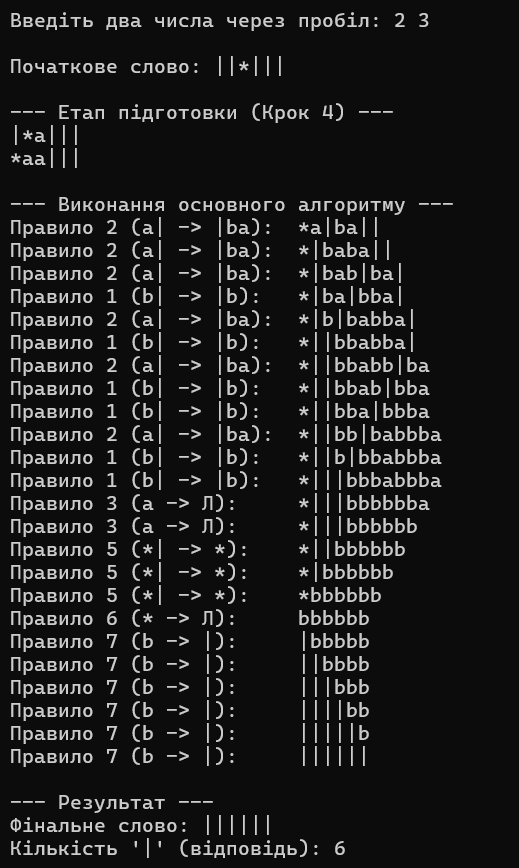 Введіть два числа через пробіл: 2 3
Початкове слово: ||*|||
--- Етап підготовки (Крок 4) ---
|*a|||
*aa|||
--- Виконання основного алгоритму ---
Правило 2 (a| -> |ba):  *a|ba||
Правило 2 (a| -> |ba):  *|baba||
Правило 2 (a| -> |ba):  *|bab|ba|
Правило 1 (b| -> |b):   *|ba|bba|
Правило 2 (a| -> |ba):  *|b|babba|
Правило 1 (b| -> |b):   *||bbabba|
Правило 2 (a| -> |ba):  *||bbabb|ba
Правило 1 (b| -> |b):   *||bbab|bba
Правило 1 (b| -> |b):   *||bba|bbba
Правило 2 (a| -> |ba):  *||bb|babbba
Правило 1 (b| -> |b):   *||b|bbabbba
Правило 1 (b| -> |b):   *|||bbbabbba
Правило 3 (a -> Л):     *|||bbbbbba
Правило 3 (a -> Л):     *|||bbbbbb
Правило 5 (*| -> *):    *||bbbbbb
Правило 5 (*| -> *):    *|bbbbbb
Правило 5 (*| -> *):    *bbbbbb
Правило 6 (* -> Л):     bbbbbb
Правило 7 (b -> |):     |bbbbb
Правило 7 (b -> |):     ||bbbb
Правило 7 (b -> |):     |||bbb
Правило 7 (b -> |):     ||||bb
Правило 7 (b -> |):     |||||b
Правило 7 (b -> |):     ||||||
--- Результат ---
Фінальне слово: ||||||
Кількість '|' (відповідь): 6